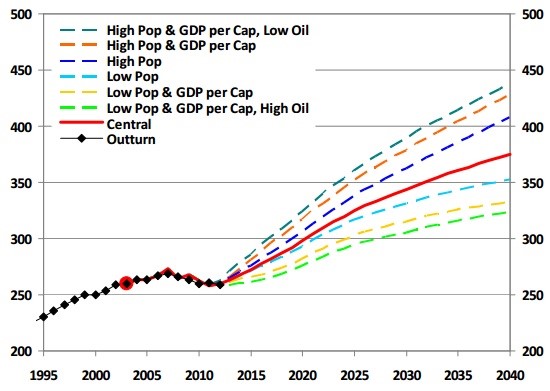 500
450
400
350
300
250
200
500
450
400
350
300
250
200
High Pop & GDP per Cap, Low Oil
High Pop & GDP per Cap
High Pop
Low Pop
Low Pop & GDP per Cap
Low Pop & GDP per Cap, High Oil
Central
Outturn
1995 2000 2005 2010 2015 2020 2025 2030 2035 2040